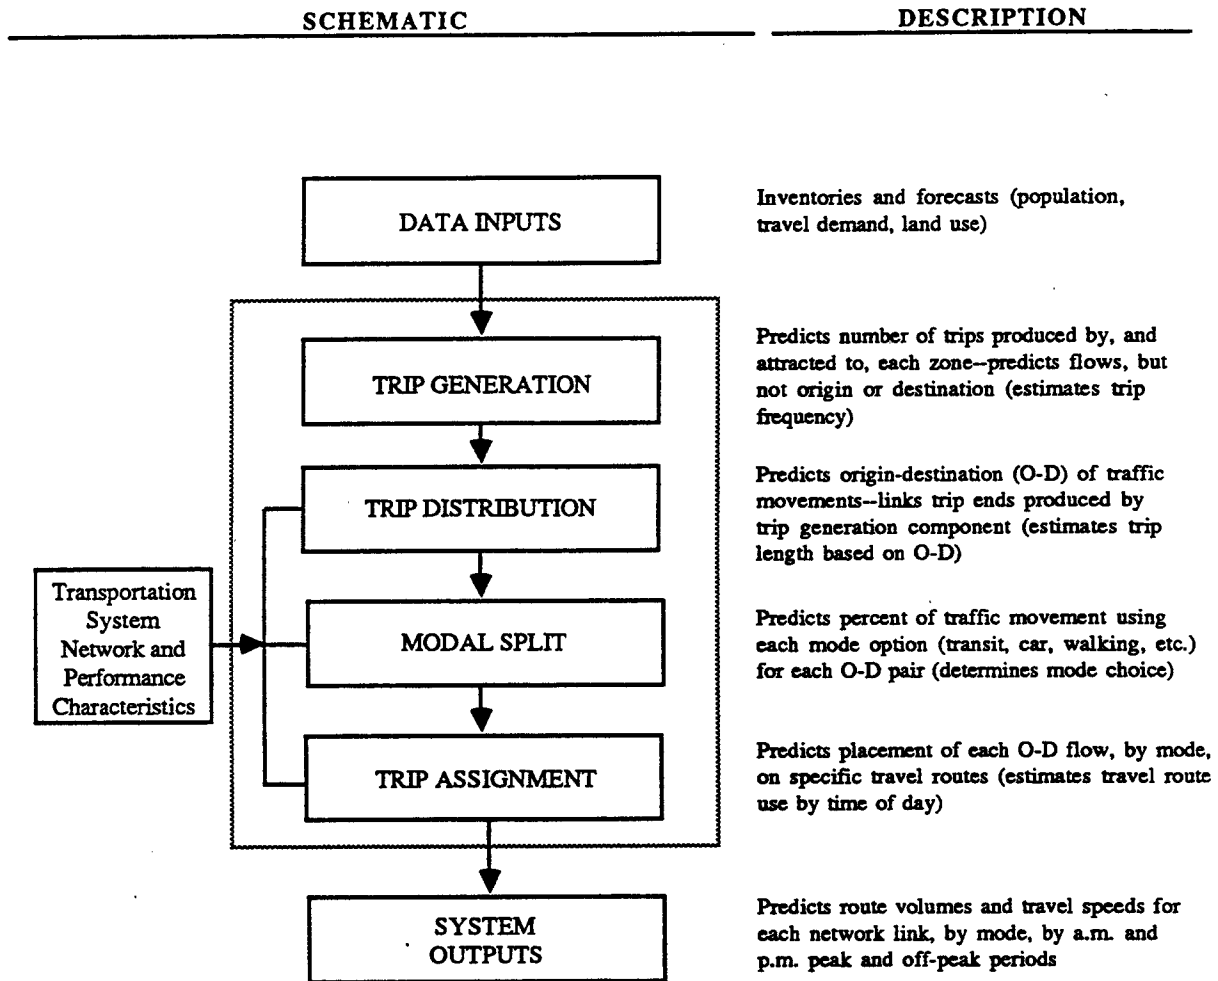 SCHEMATIC
DESCRIPTION
DATA INPUTS
Inventories and forecasts (population,
travel demand, land use)
TRIP GENERATION
Predicts number of trips produced by, and
attracted to, each zone--predicts flows, but
not origin or destination (estimates trip
frequency)
TRIP DISTRIBUTION
Predicts origin-destination (O-D) of traffic
movements--links trip ends produced by
trip generation component (estimates trip
length based on O-D)
Transportation
System
Network and
Performance
Characteristics
MODAL SPLIT
Predicts percent of traffic movement using
each mode option (transit, car, walking, etc.)
for each O-D pair (determines mode choice)
TRIP ASSIGNMENT
Predicts placement of each O-D flow, by mode,
on specific travel routes (estimates travel route
use by time of day)
SYSTEM
OUTPUTS
Predicts route volumes and travel speeds for
each network link, by mode, by a.m. and
p.m. peak and off-peak periods